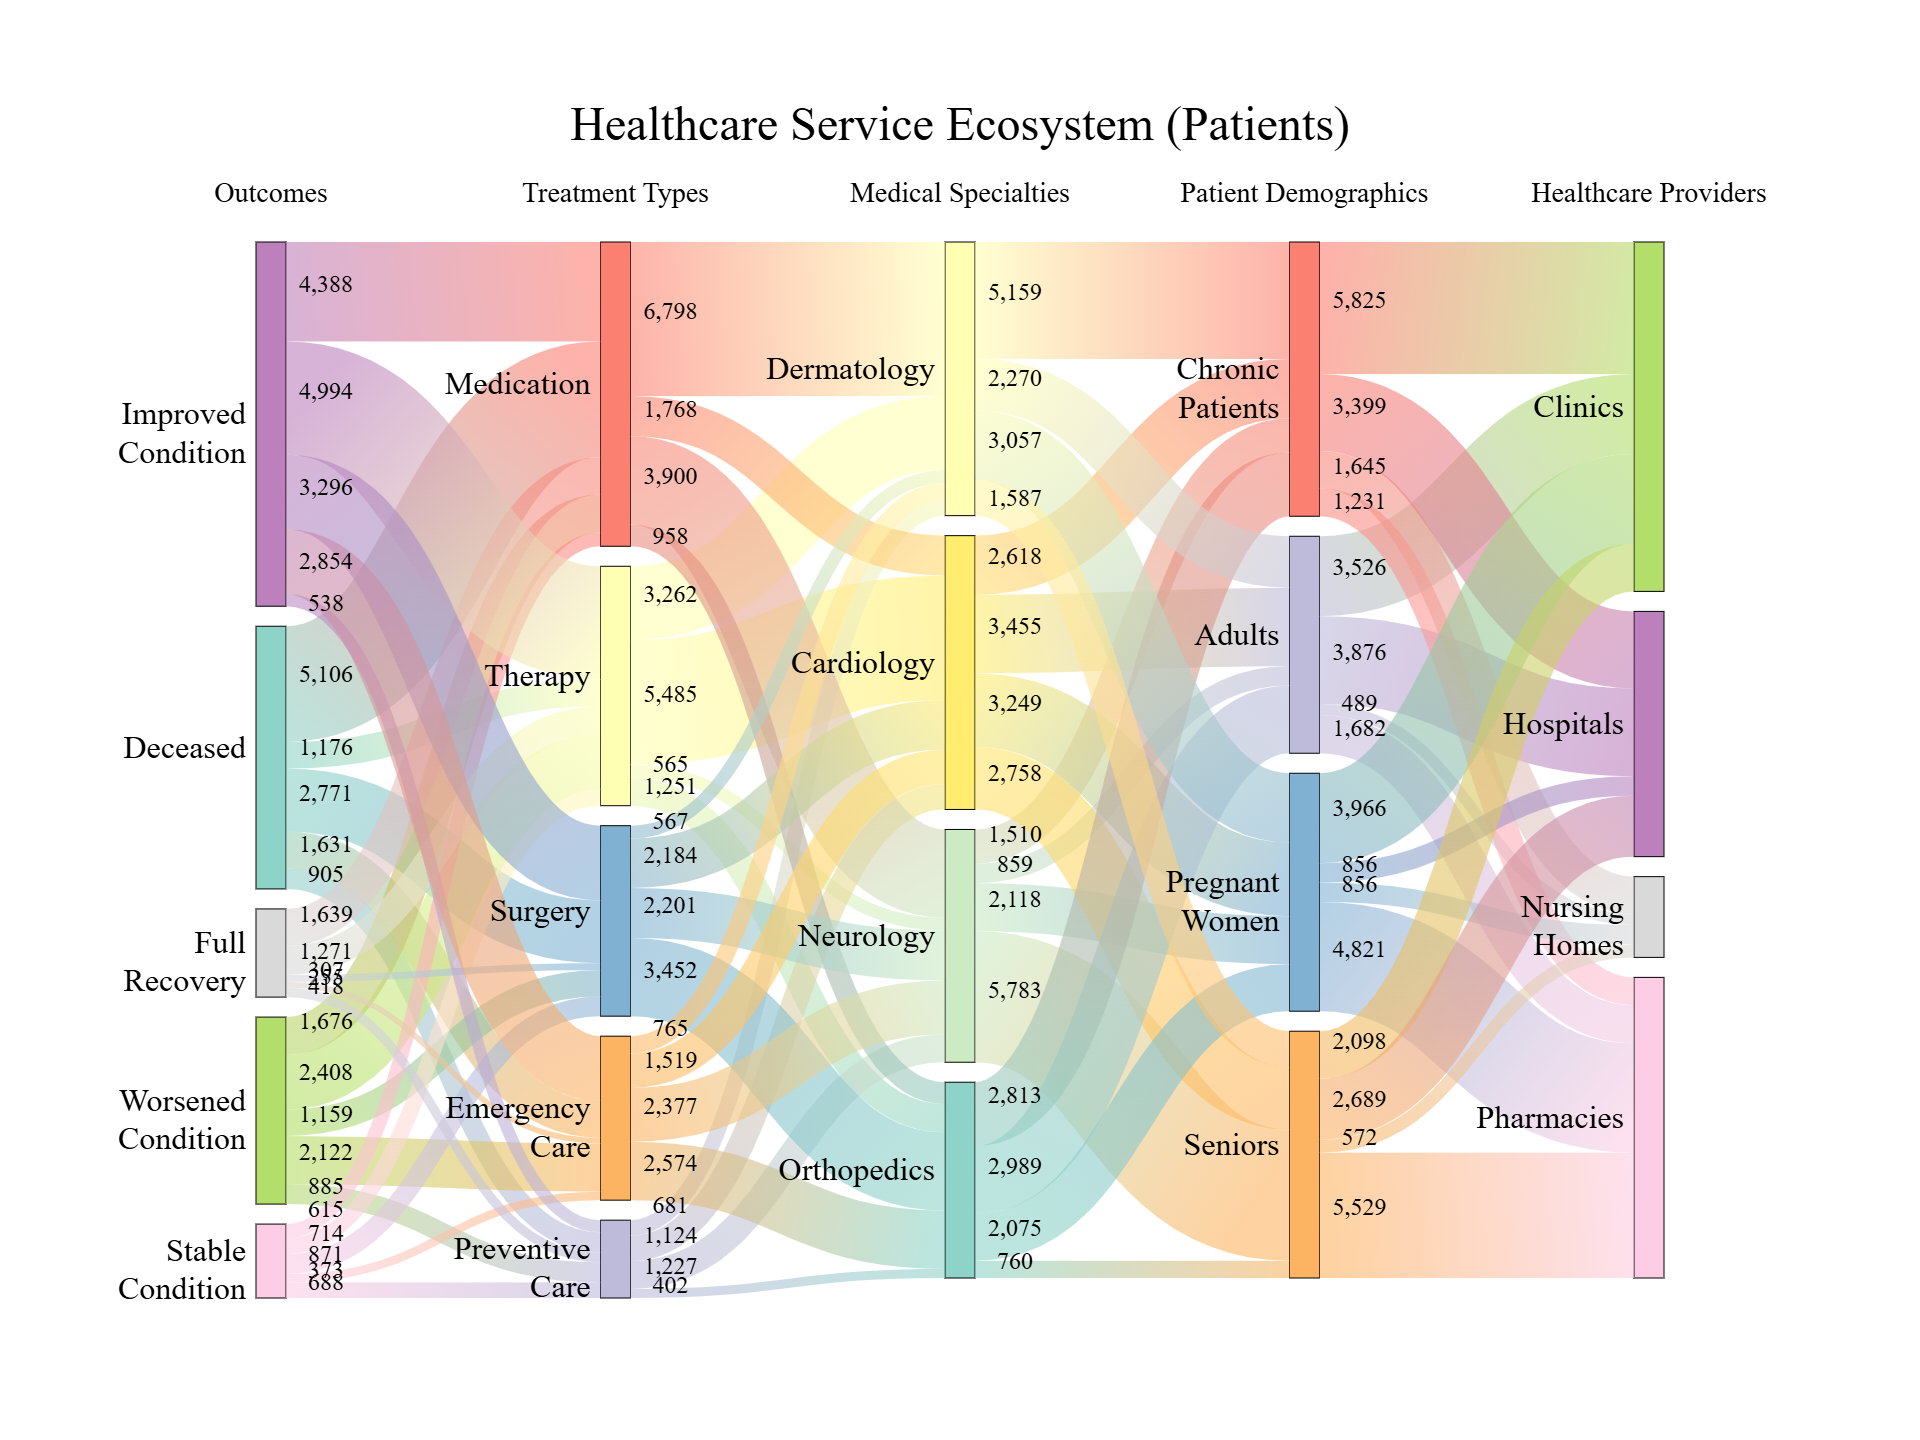 Healthcare Service Ecosystem (Patients)
Outcomes
Treatment Types
Medical Specialties
Patient Demographics
Healthcare Providers
Improved
Condition
Deceased
Full
Recovery
Worsened
Condition
Stable
Condition
4,388
4,994
3,296
2,854
538
5,106
1,176
2,771
1,631
905
1,639
1,271
307
418
1,676
2,408
1,159
2,122
885
615
714
871
373
688
Medication
Therapy
Surgery
Emergency
Care
Preventive
Care
6,798
1,768
3,900
958
3,262
5,485
565
1,251
567
2,184
2,201
3,452
765
1,519
2,377
2,574
681
1,124
1,227
402
Dermatology
Cardiology
Neurology
Orthopedics
5,159
2,270
3,057
1,587
2,618
3,455
3,249
2,758
1,510
859
2,118
5,783
2,813
2,989
2,075
760
Chronic
Patients
Adults
Pregnant
Women
Seniors
5,825
3,399
1,645
1,231
3,526
3,876
489
1,682
3,966
856
856
4,821
2,098
2,689
572
5,529
Clinics
Hospitals
Nursing
Homes
Pharmacies